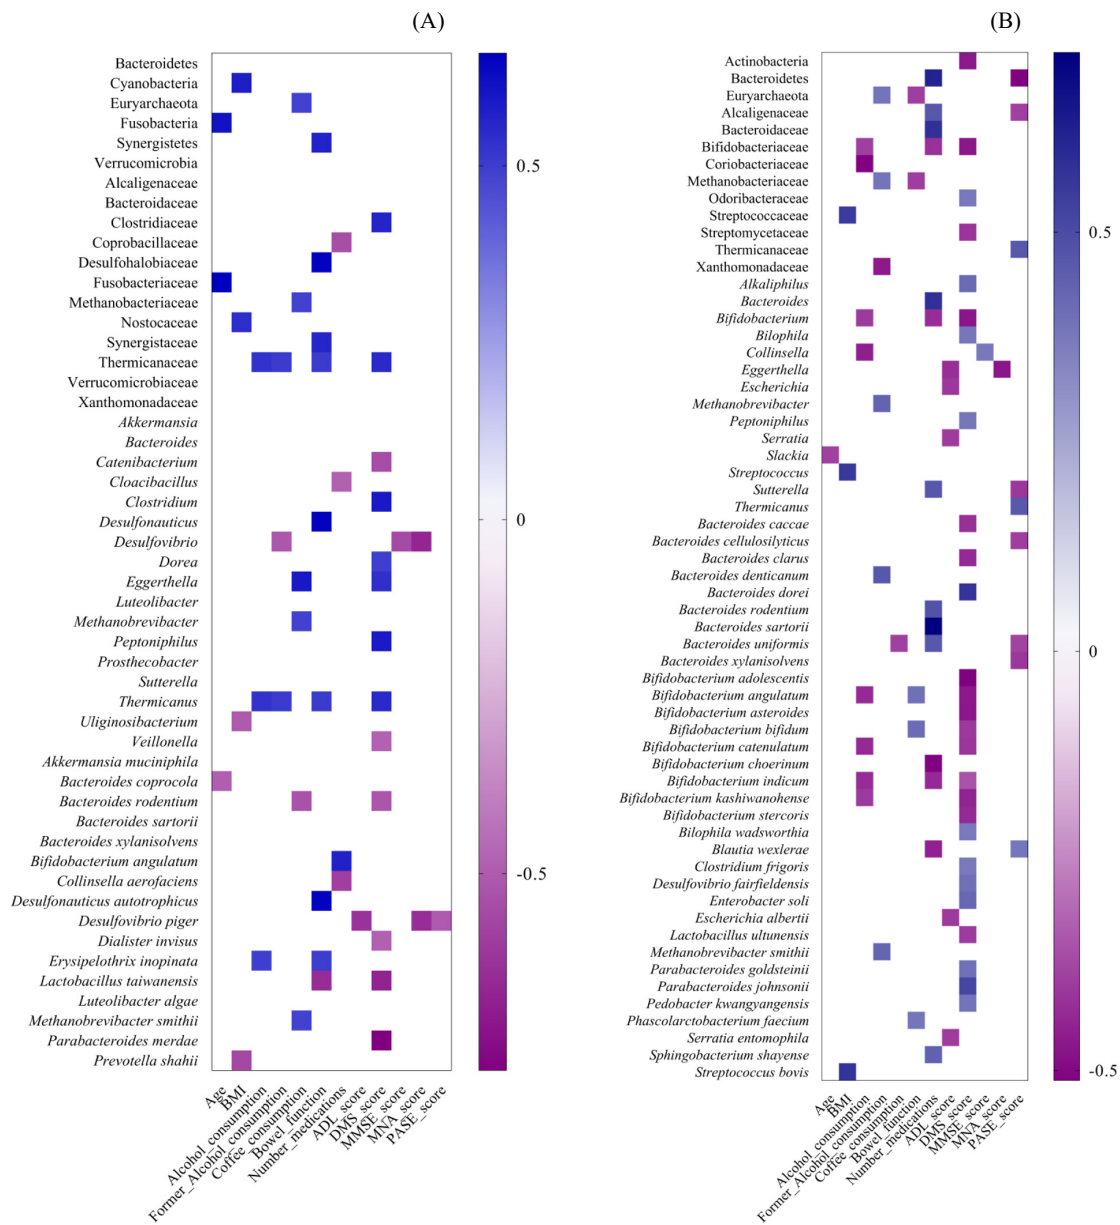 (A)
Bacteroidetes
Cyanobacteria
Euryarchaeota
Fusobacteria
Synergistetes
Verrucomicrobia
Alcaligenaceae
Bacteroidaceae
Clostridiaceae
Coprobacillaceae
Desulfohalobiaceae
Fusobacteriaceae
Methanobacteriaceae
Nostocaceae
Synergistaceae
Thermicanaceae
Verrucomicrobiaceae
Xanthomonadaceae
Akkermansia
Bacteroides
Catenibacterium
Cloacibacillus
Clostridium
Desulfonauticus
Desulfovibrio
Dorea
Eggerthella
Luteolibacter
Methanobrevibacter
Peptoniphilus
Prosthecobacter
Sutterella
Thermicanus
Uliginosibacterium
Veillonella
Akkermansia muciniphila
Bacteroides coprocola
Bacteroides rodentium
Bacteroides sartorii
Bacteroides xylanisolvens
Bifidobacterium angulatum
Collinsella aerofaciens
Desulfonauticus autotrophicus
Desulfovibrio piger
Dialister invisus
Erysipelothrix inopinata
Lactobacillus taiwanensis
Luteolibacter algae
Methanobrevibacter smithii
Parabacteroides merdae
Prevotella shahii
Age
BMI
Alcohol_consumption
Former_Alcohol_consumption
Coffee_consumption
Bowel_function
Number_medications
ADL_score
DMS_score
MMSE_score
MNA_score
PASE_score
0.5
0
-0.5
(B)
Actinobacteria
Bacteroidetes
Euryarchaeota
Alcaligenaceae
Bacteroidaceae
Bifidobacteriaceae
Coriobacteriaceae
Methanobacteriaceae
Odoribacteraceae
Streptococcaceae
Streptomycetaceae
Thermicanaceae
Xanthomonadaceae
Alkaliphilus
Bacteroides
Bifidobacterium
Bilophila
Collinsella
Eggerthella
Escherichia
Methanobrevibacter
Peptoniphilus
Serratia
Slackia
Streptococcus
Sutterella
Thermicanus
Bacteroides caccae
Bacteroides cellulosilyticus
Bacteroides clarus
Bacteroides denticanum
Bacteroides dorei
Bacteroides rodentium
Bacteroides sartorii
Bacteroides uniformis
Bacteroides xylanisolvens
Bifidobacterium adolescentis
Bifidobacterium angulatum
Bifidobacterium asteroides
Bifidobacterium bifidum
Bifidobacterium catenulatum
Bifidobacterium choerinum
Bifidobacterium indicum
Bifidobacterium kashiwanohense
Bifidobacterium stercoris
Bilophila wadsworthia
Blautia wexlerae
Clostridium frigoris
Desulfovibrio fairfieldensis
Enterobacter soli
Escherichia albertii
Lactobacillus ultunensis
Methanobrevibacter smithii
Parabacteroides goldsteinii
Parabacteroides johnsonii
Pedobacter kwangyangensis
Phascolarctobacterium faecium
Serratia entomophila
Sphingobacterium shayense
Streptococcus bovis
Age
BMI
Alcohol_consumption
Former_Alcohol_consumption
Coffee_consumption
Bowel_function
Number_medications
ADL_score
DMS_score
MMSE_score
MNA_score
PASE_score
0.5
0
-0.5